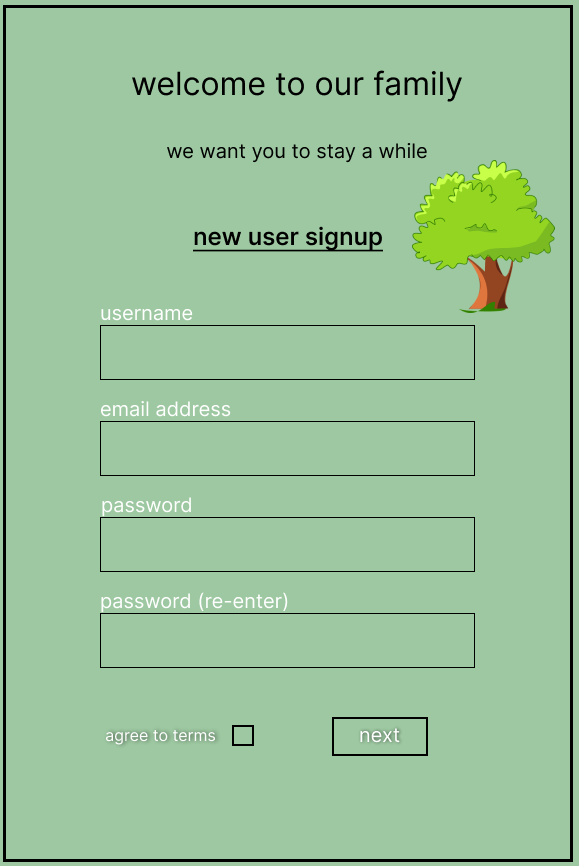 welcome to our family
we want you to stay a while
new user signup
username
email address
password
password (re-enter)
agree to terms
next